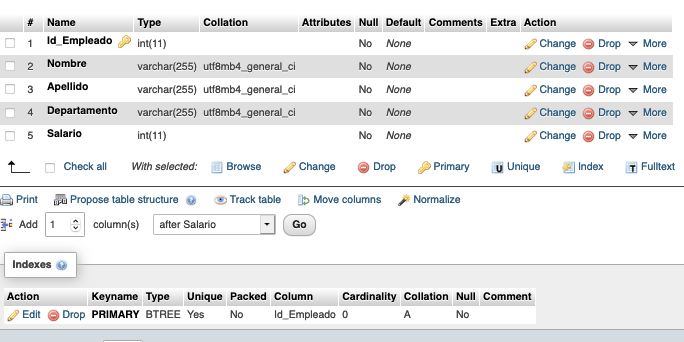 # Name Type Collation Attributes Null Default Comments Extra Action
1 Id_Empleado int(11) No None Change Drop More
2 Nombre varchar(255) utf8mb4_general_ci No None Change Drop More
3 Apellido varchar(255) utf8mb4_general_ci No None Change Drop More
4 Departamento varchar(255) utf8mb4_general_ci No None Change Drop More
5 Salario int(11) No None Change Drop More
Check all With selected: Browse Change Drop Primary Unique Index Fulltext
Print Propose table structure Track table Move columns Normalize
Add 1 column(s) after Salario Go
Indexes
Action Keyname Type Unique Packed Column Cardinality Collation Null Comment
Edit Drop PRIMARY BTREE Yes No Id_Empleado 0 A No